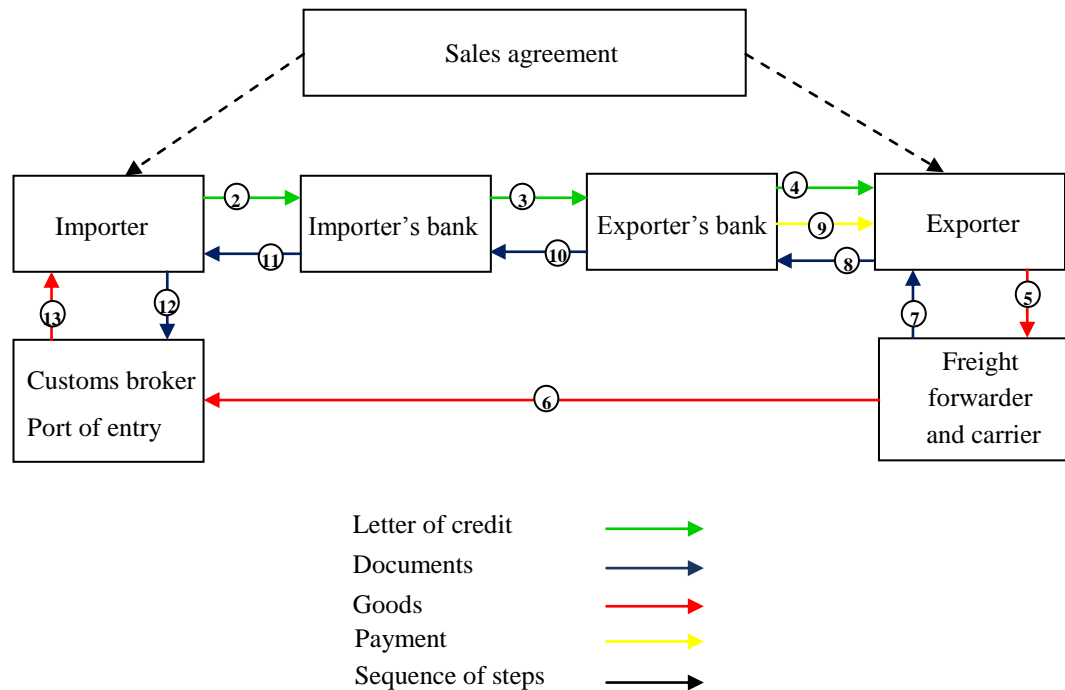 Sales agreement
2
3
4
Importer
Importer's bank
Exporter's bank
9
Exporter
11
10
8
13
12
7
5
Customs broker
Port of entry
6
Freight
forwarder
and carrier
Letter of credit
Documents
Goods
Payment
Sequence of steps